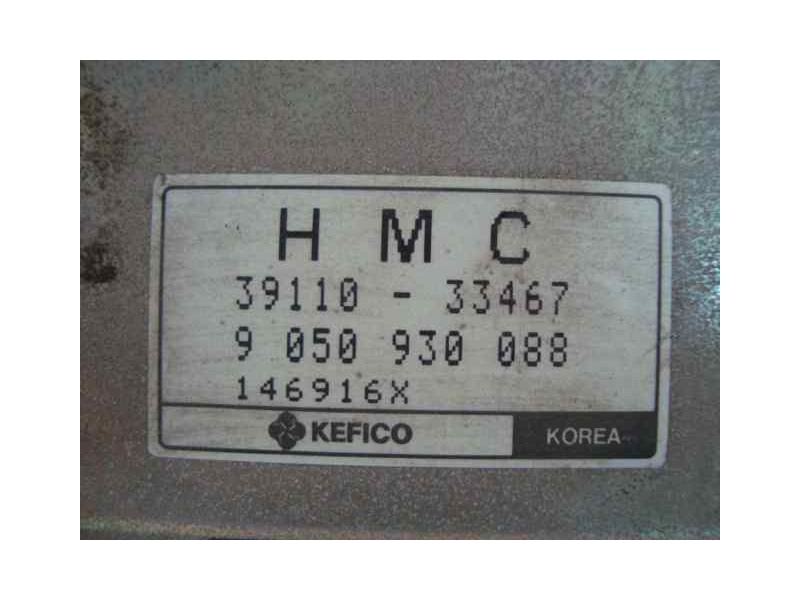 H M C
39110 - 33467
9 050 930 088
146916X
KEFICO KOREA